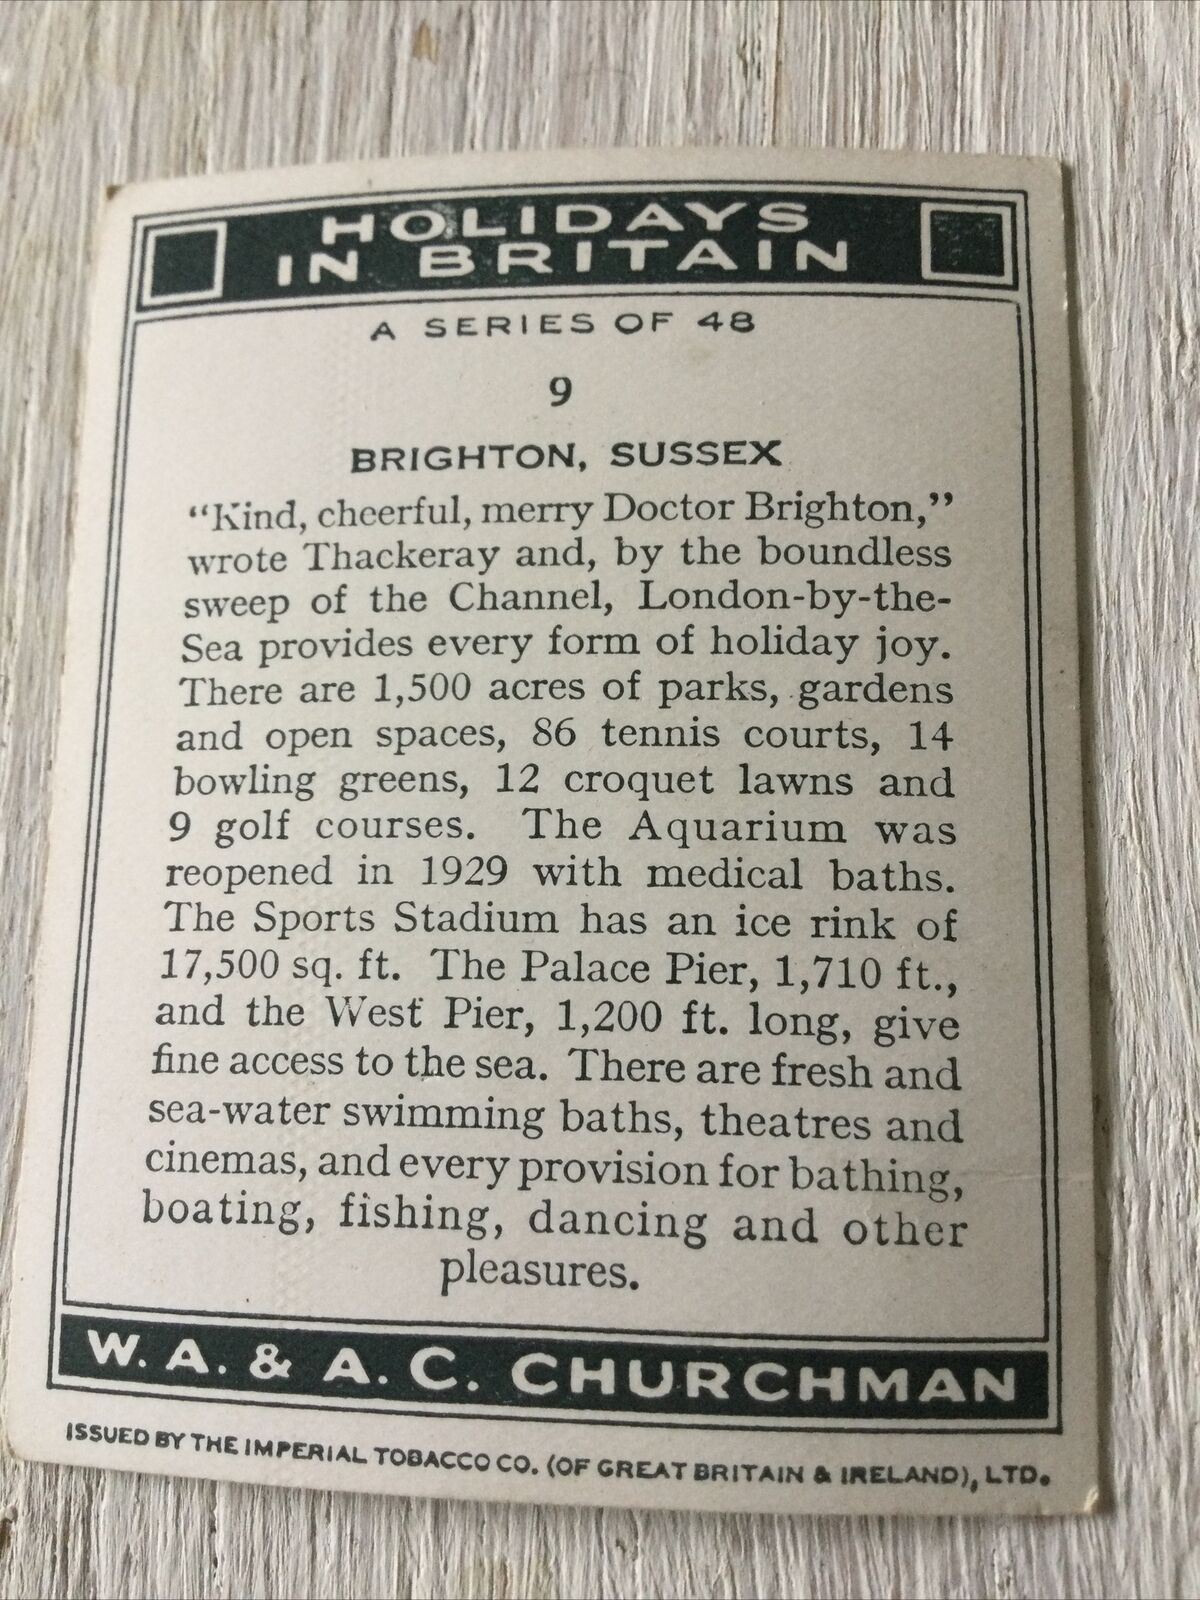 HOLIDAYS
IN BRITAIN
A SERIES OF 48
9
BRIGHTON, SUSSEX
“Kind, cheerful, merry Doctor Brighton,”
wrote Thackeray and, by the boundless
sweep of the Channel, London-by-the-
Sea provides every form of holiday joy.
There are 1,500 acres of parks, gardens
and open spaces, 86 tennis courts, 14
bowling greens, 12 croquet lawns and
9 golf courses. The Aquarium was
reopened in 1929 with medical baths.
The Sports Stadium has an ice rink of
17,500 sq. ft. The Palace Pier, 1,710 ft.,
and the West Pier, 1,200 ft. long, give
fine access to the sea. There are fresh and
sea-water swimming baths, theatres and
cinemas, and every provision for bathing,
boating, fishing, dancing and other
pleasures.
W. A. & A. C. CHURCHMAN
ISSUED BY THE IMPERIAL TOBACCO CO. (OF GREAT BRITAIN & IRELAND), LTD.